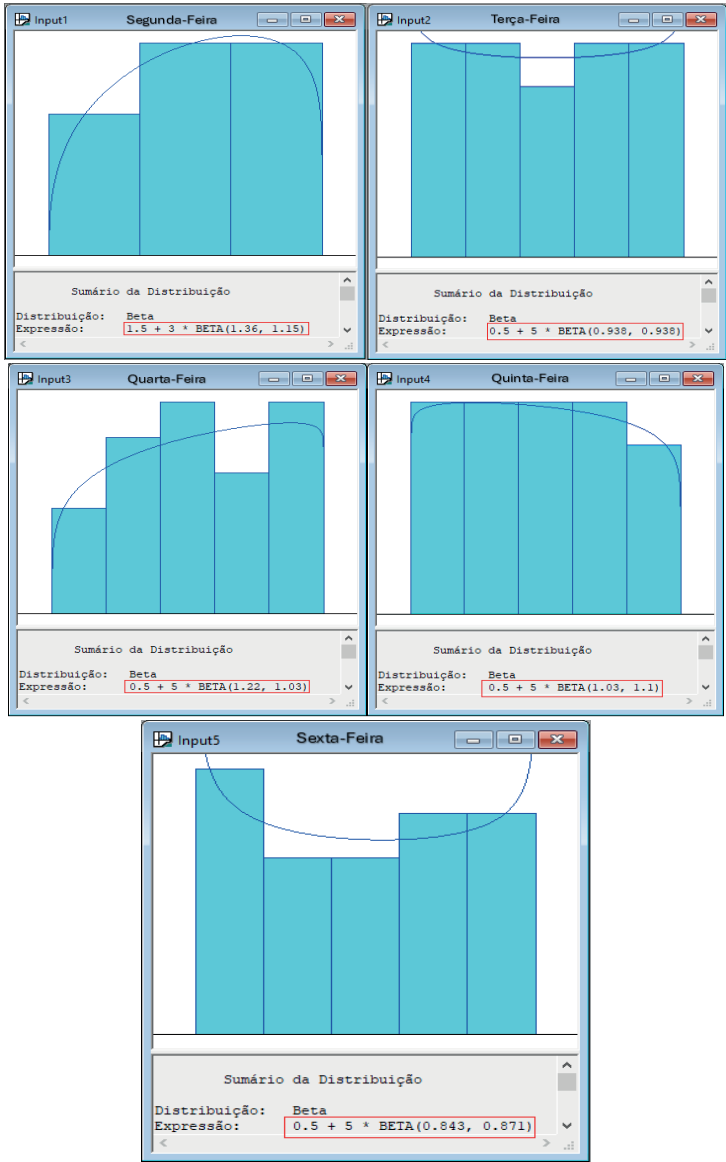 Input1 Segunda-Feira
Sumário da Distribuição
Distribuição: Beta
Expressão: 1.5 + 3 * BETA(1.36, 1.15)
Input2 Terça-Feira
Sumário da Distribuição
Distribuição: Beta
Expressão: 0.5 + 5 * BETA(0.938, 0.938)
Input3 Quarta-Feira
Sumário da Distribuição
Distribuição: Beta
Expressão: 0.5 + 5 * BETA(1.22, 1.03)
Input4 Quinta-Feira
Sumário da Distribuição
Distribuição: Beta
Expressão: 0.5 + 5 * BETA(1.03, 1.1)
Input5 Sexta-Feira
Sumário da Distribuição
Distribuição: Beta
Expressão: 0.5 + 5 * BETA(0.843, 0.871)